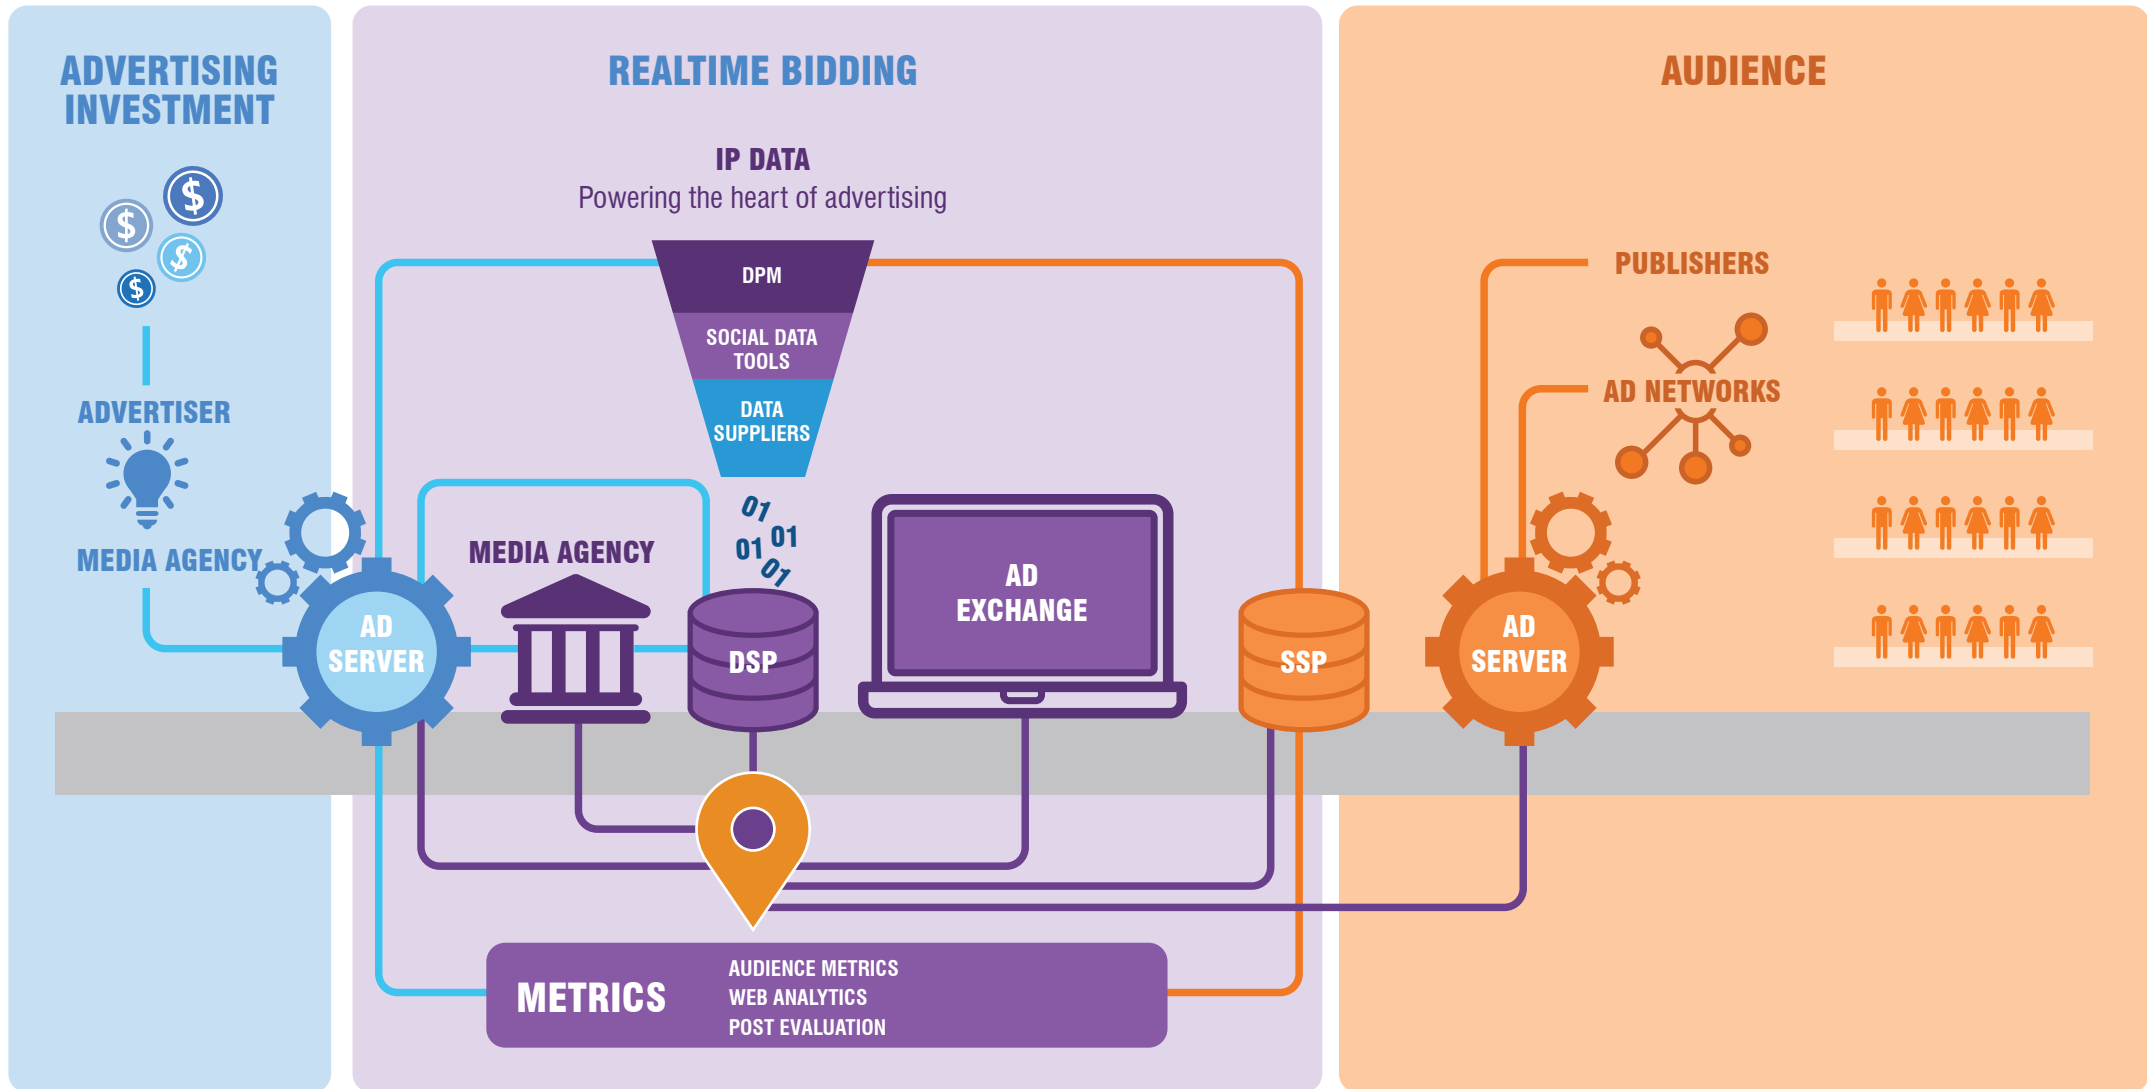 ADVERTISING
INVESTMENT
$
$
$
$
ADVERTISER
MEDIA AGENCY
AD
SERVER
REALTIME BIDDING
IP DATA
Powering the heart of advertising
DPM
SOCIAL DATA
TOOLS
DATA
SUPPLIERS
01
01
01
01
MEDIA AGENCY
DSP
AD
EXCHANGE
SSP
METRICS
AUDIENCE METRICS
WEB ANALYTICS
POST EVALUATION
AUDIENCE
PUBLISHERS
AD NETWORKS
AD
SERVER